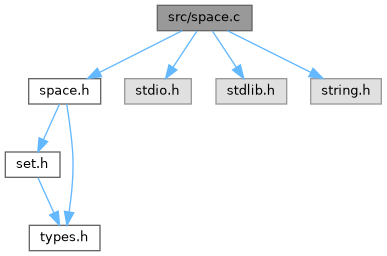 src/space.c
space.h
stdio.h
stdlib.h
string.h
set.h
types.h